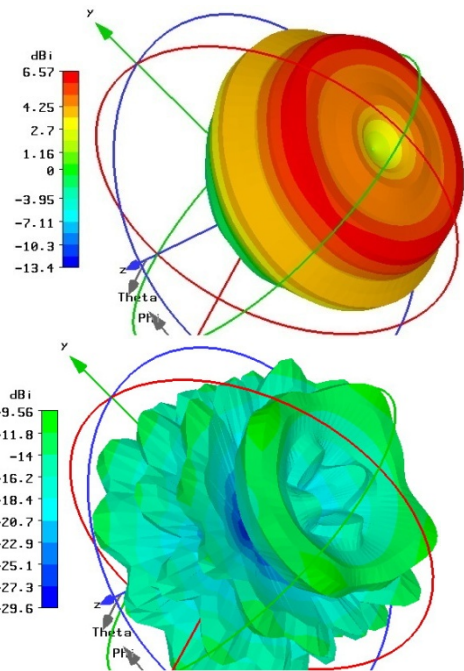 y
dBi
6.57
4.25
2.7
1.16
0
-3.95
-7.11
-10.3
-13.4
z
Theta
y
dBi
-9.56
-11.8
-14
-16.2
-18.4
-20.7
-22.9
-25.1
-27.3
-29.6
z
Theta